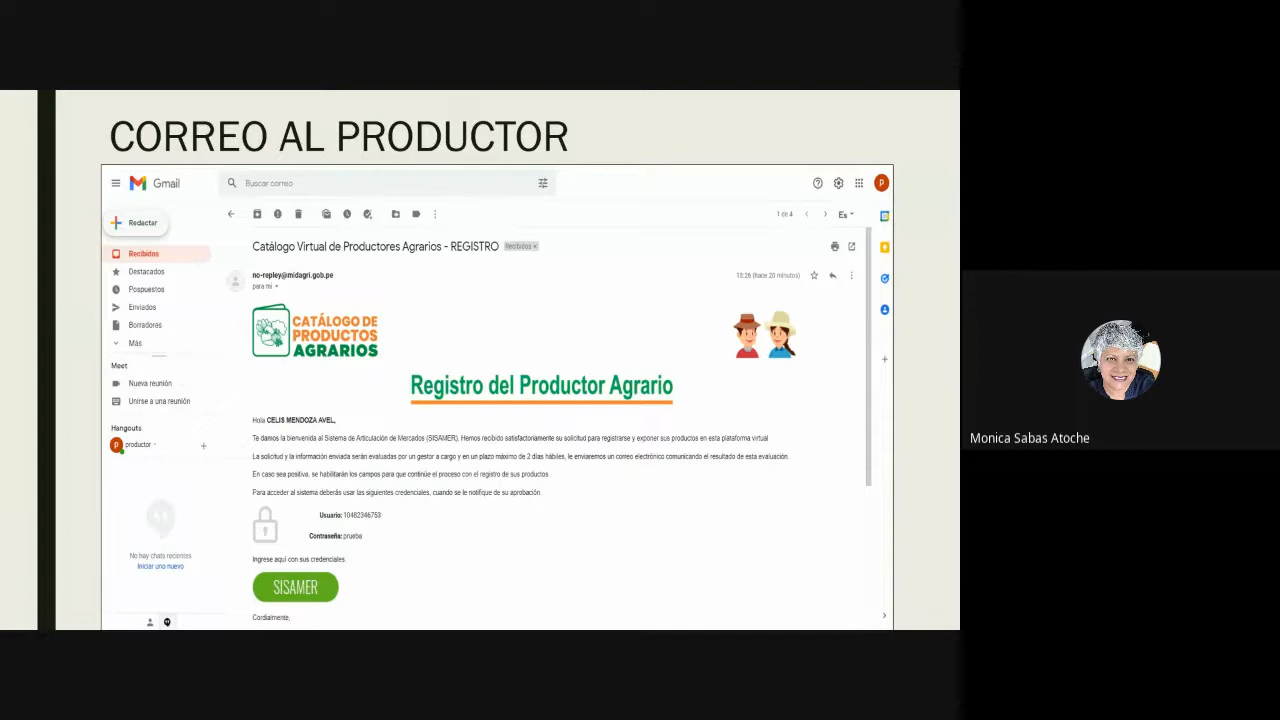 CORREO AL PRODUCTOR
Gmail
Buscar correo
Redactar
1 de 4
Es
Recibidos
Catálogo Virtual de Productores Agrarios - REGISTRO Recibidos ×
Destacados
no-repley@midagri.gob.pe
13:26 (hace 20 minutos)
para mi
Pospuestos
Enviados
Borradores
Más
CATÁLOGO DE
PRODUCTOS
AGRARIOS
Meet
Nueva reunión
Unirse a una reunión
Registro del Productor Agrario
Hangouts
productor
Hola CELIS MENDOZA AVEL,
Te damos la bienvenida al Sistema de Articulación de Mercados (SISAMER). Hemos recibido satisfactoriamente su solicitud para registrarse y exponer sus productos en esta plataforma virtual
La solicitud y la información enviada serán evaluadas por un gestor a cargo y en un plazo máximo de 2 días hábiles, le enviaremos un correo electrónico comunicando el resultado de esta evaluación.
En caso sea positiva, se habilitarán los campos para que continúe el proceso con el registro de sus productos.
Para acceder al sistema deberás usar las siguientes credenciales, cuando se le notifique de su aprobación.
Usuario: 10482346753
Contraseña: prueba
No hay chats recientes
Iniciar uno nuevo
Ingrese aquí con sus credenciales.
SISAMER
Cordialmente,
P
P
Monica Sabas Atoche